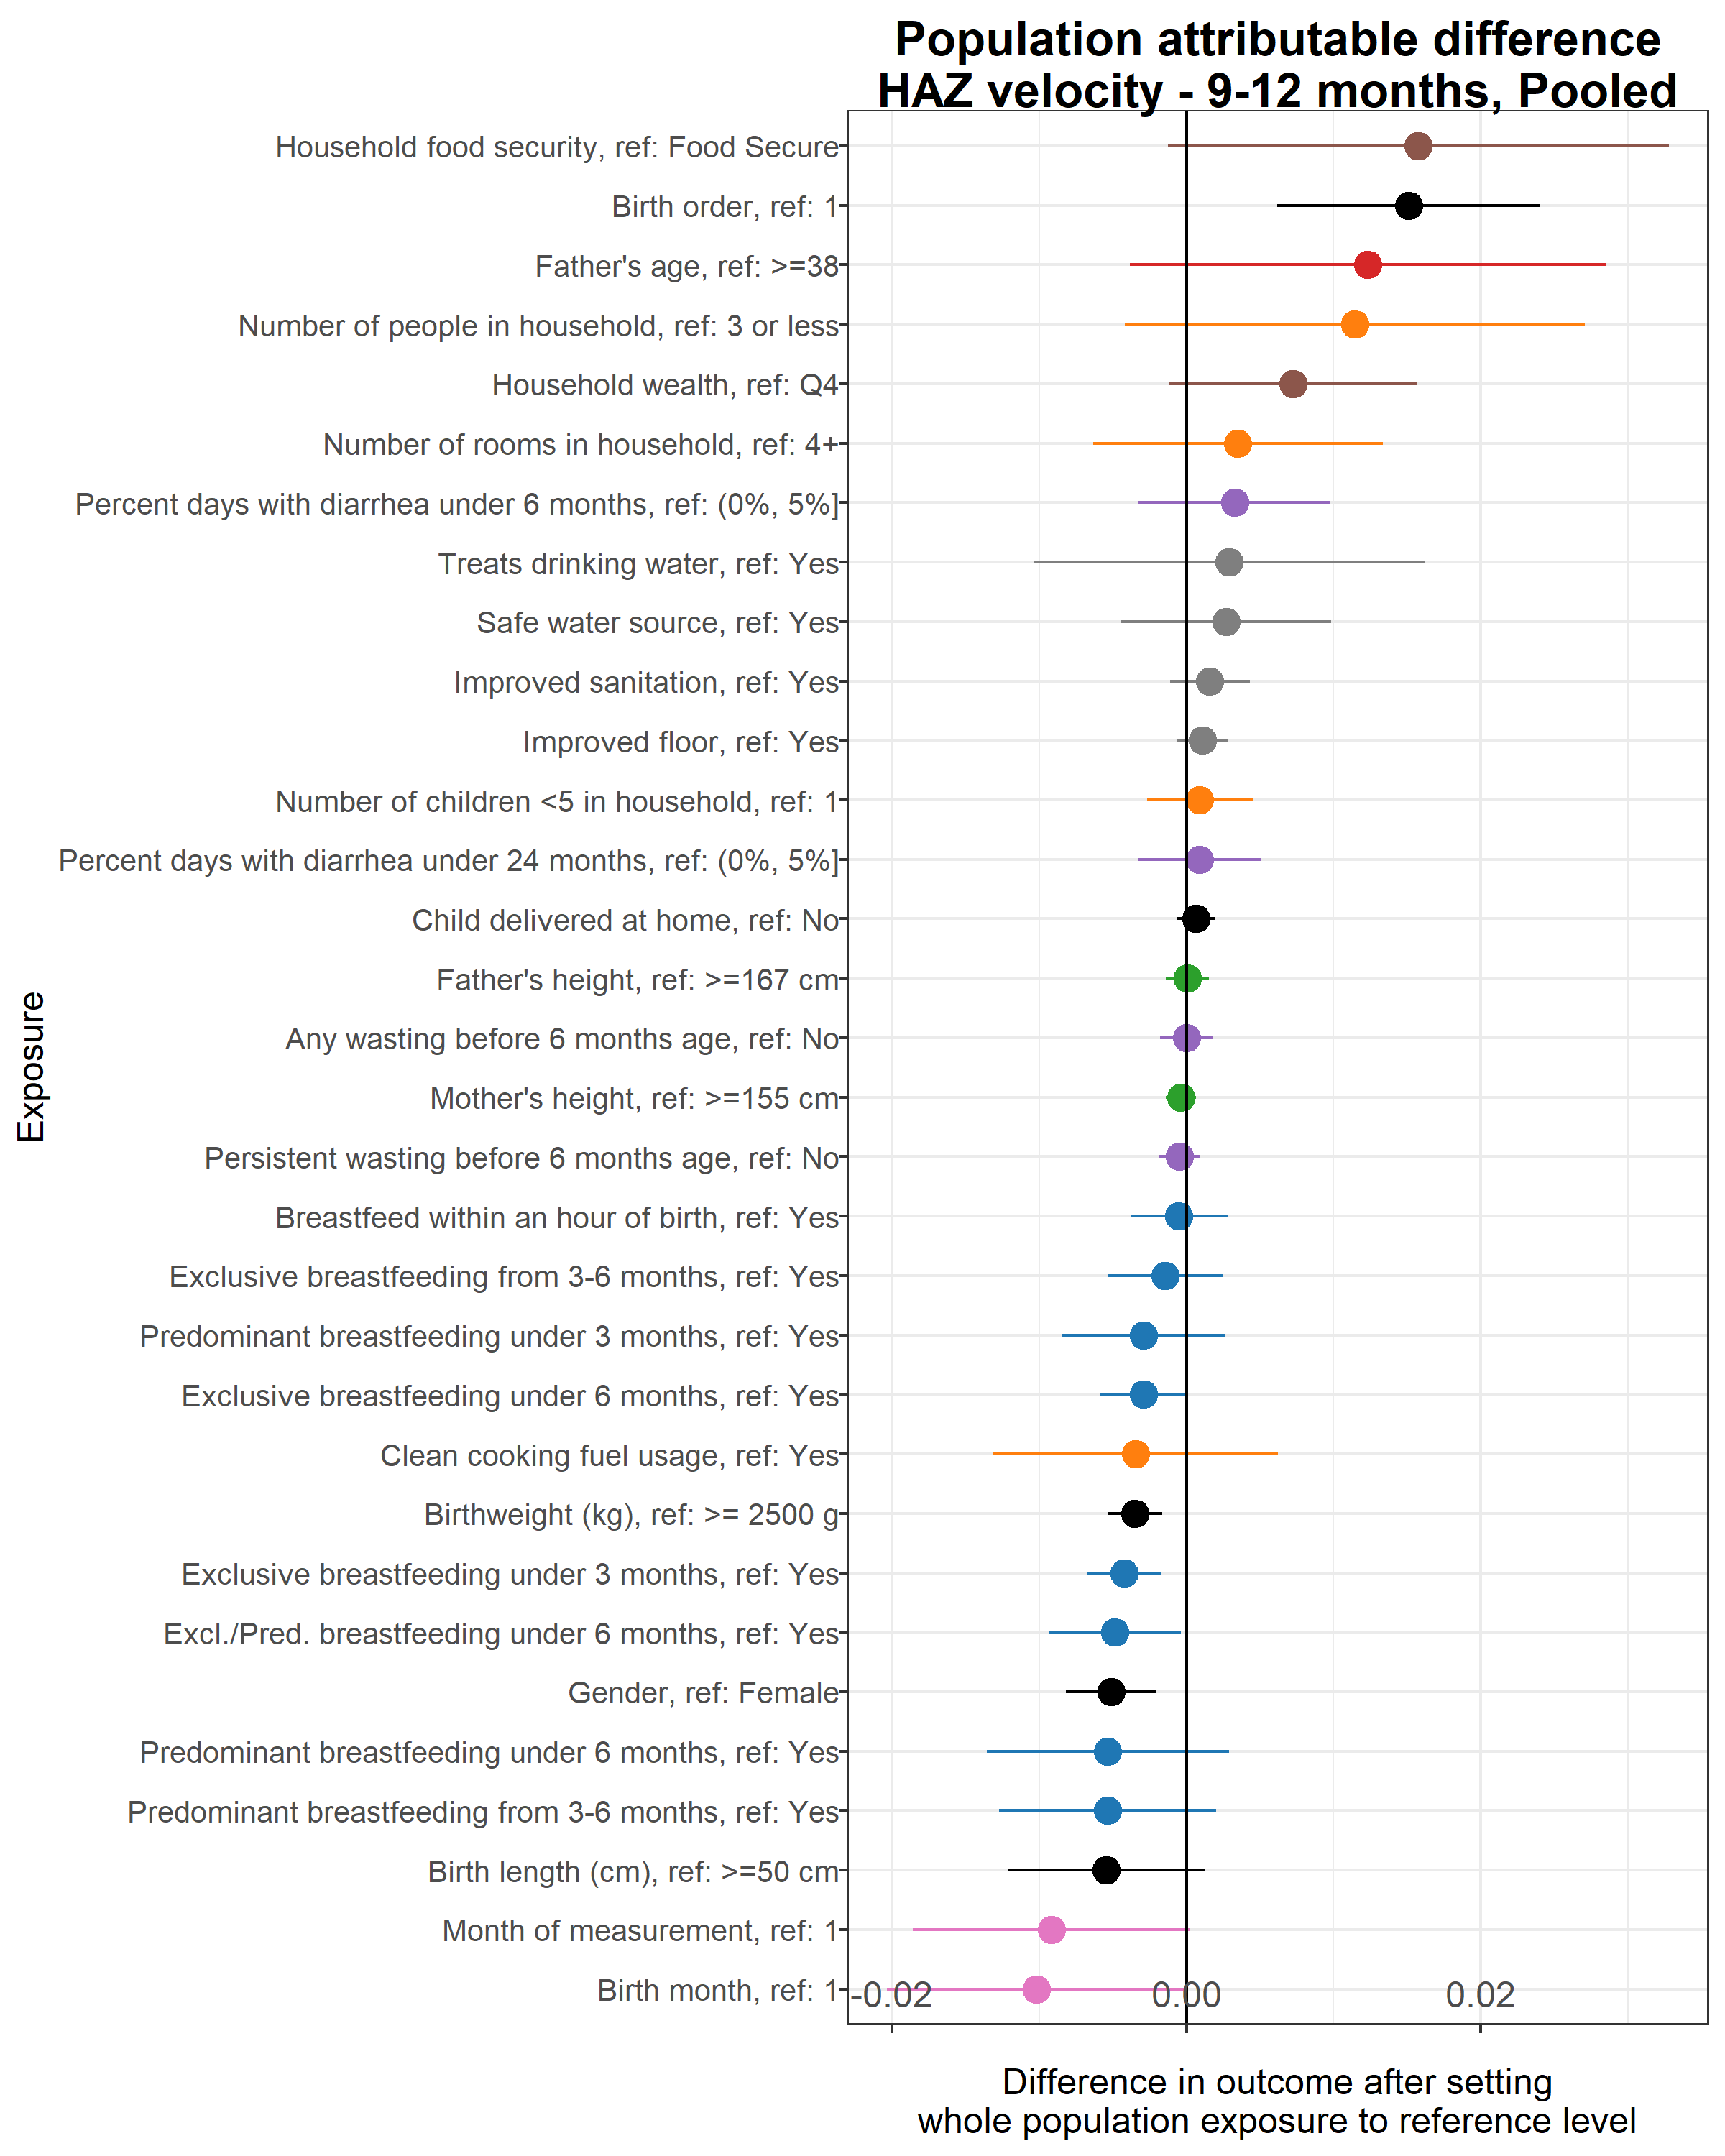 Population attributable difference
HAZ velocity - 9-12 months, Pooled
Household food security, ref: Food Secure
Birth order, ref: 1
Father's age, ref: >=38
Number of people in household, ref: 3 or less
Household wealth, ref: Q4
Number of rooms in household, ref: 4+
Percent days with diarrhea under 6 months, ref: (0%, 5%]
Treats drinking water, ref: Yes
Safe water source, ref: Yes
Improved sanitation, ref: Yes
Improved floor, ref: Yes
Number of children <5 in household, ref: 1
Percent days with diarrhea under 24 months, ref: (0%, 5%]
Child delivered at home, ref: No
Father's height, ref: >=167 cm
Any wasting before 6 months age, ref: No
Mother's height, ref: >=155 cm
Persistent wasting before 6 months age, ref: No
Breastfeed within an hour of birth, ref: Yes
Exclusive breastfeeding from 3-6 months, ref: Yes
Predominant breastfeeding under 3 months, ref: Yes
Exclusive breastfeeding under 6 months, ref: Yes
Clean cooking fuel usage, ref: Yes
Birthweight (kg), ref: >= 2500 g
Exclusive breastfeeding under 3 months, ref: Yes
Excl./Pred. breastfeeding under 6 months, ref: Yes
Gender, ref: Female
Predominant breastfeeding under 6 months, ref: Yes
Predominant breastfeeding from 3-6 months, ref: Yes
Birth length (cm), ref: >=50 cm
Month of measurement, ref: 1
Birth month, ref: 1
Exposure
-0.02 0.00 0.02
Difference in outcome after setting
whole population exposure to reference level